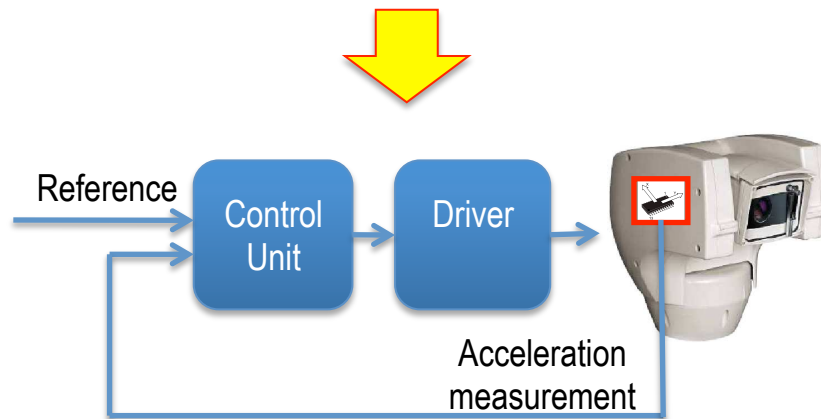 Reference
Control
Unit
Driver
Acceleration
measurement